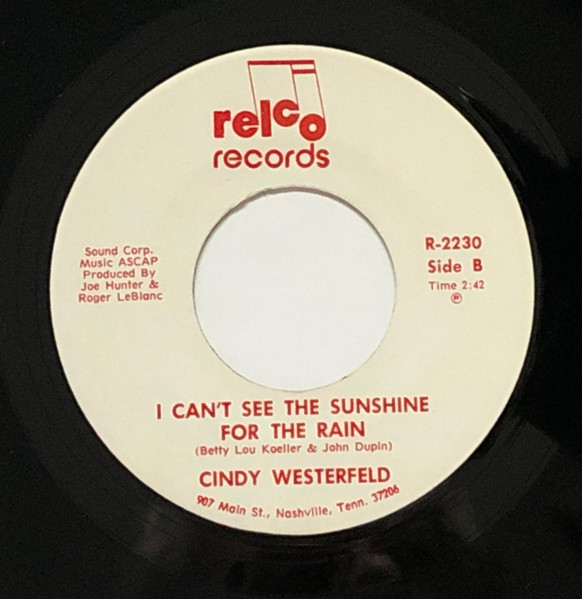 relco
records
Sound Corp.
Music ASCAP
Produced By
Joe Hunter &
Roger LeBlanc
R-2230
Side B
Time 2:42
℗
I CAN'T SEE THE SUNSHINE
FOR THE RAIN
(Betty Lou Koeller & John Dupin)
CINDY WESTERFELD
907 Main St., Nashville, Tenn. 37206